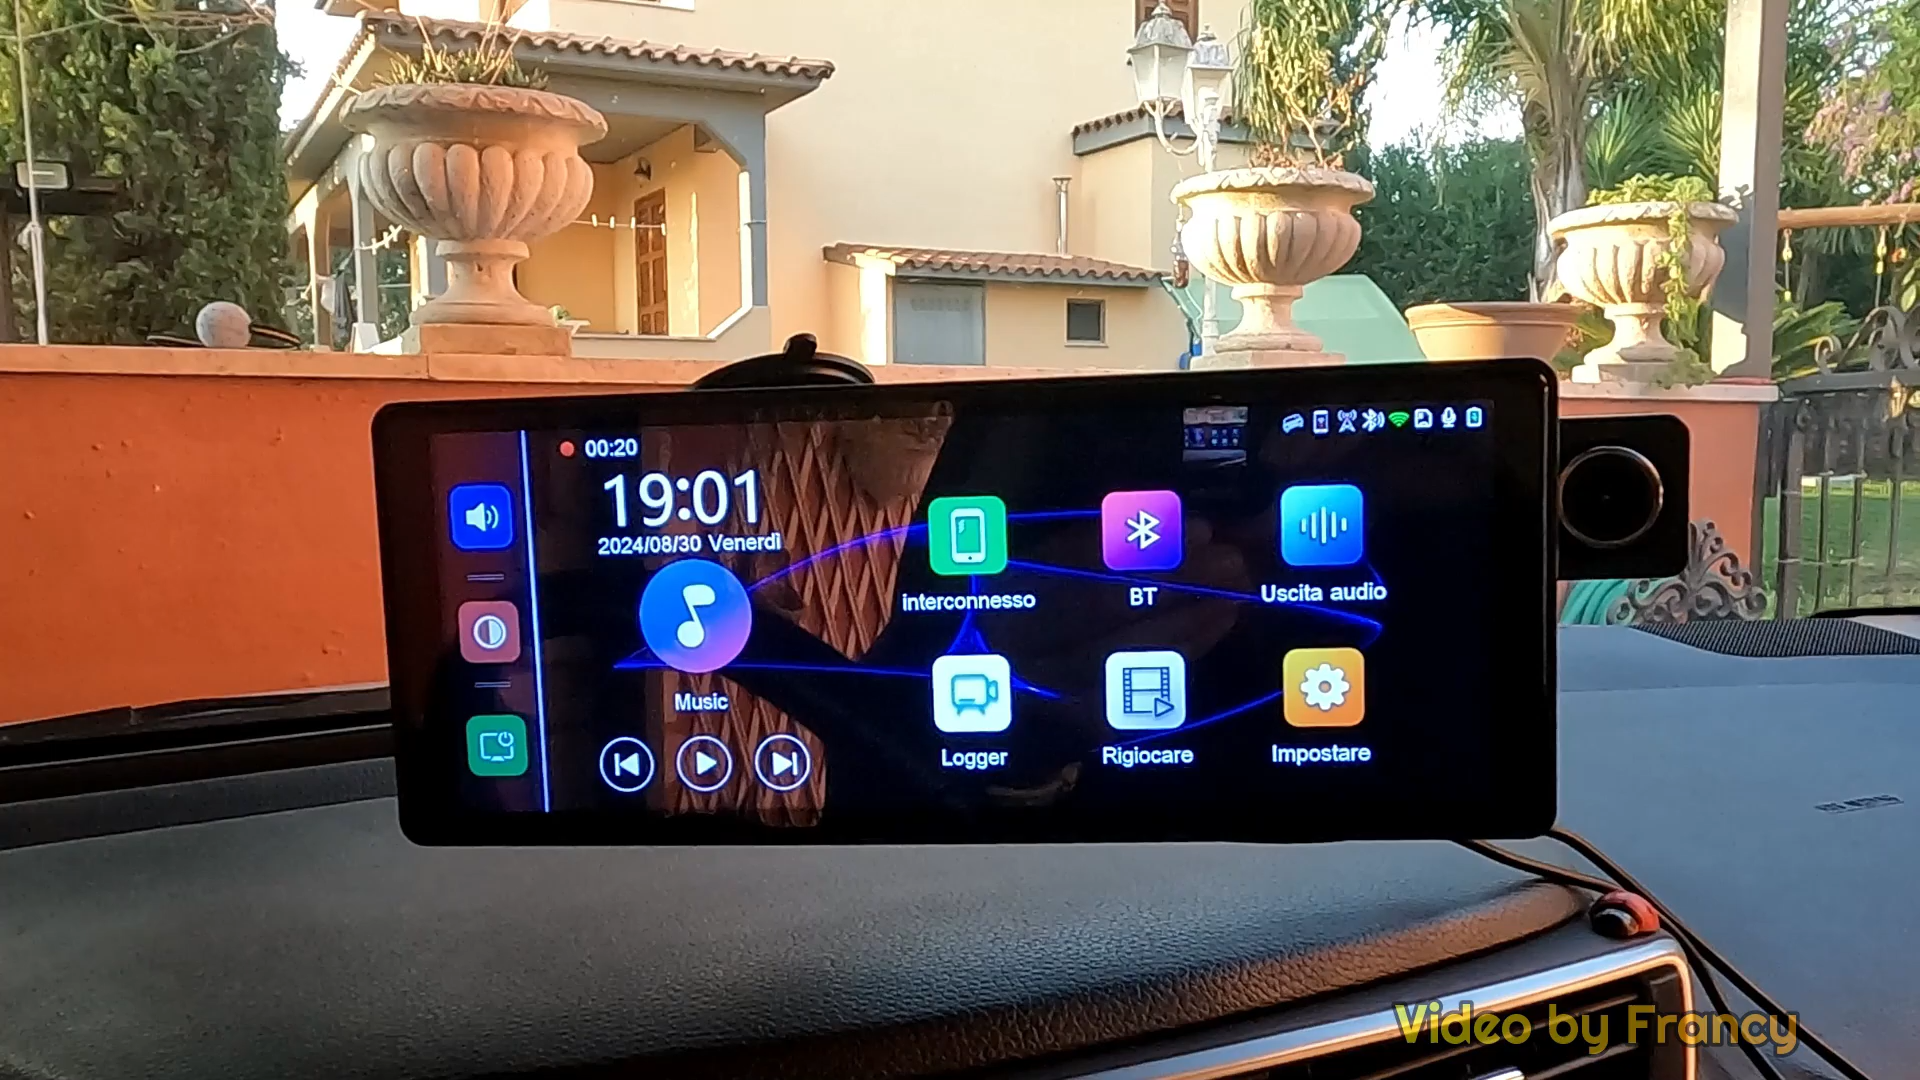 00:20
19:01
2024/08/30 Venerdì
Music
interconnesso
BT
Uscita audio
Logger
Rigiocare
Impostare
Video by Francy